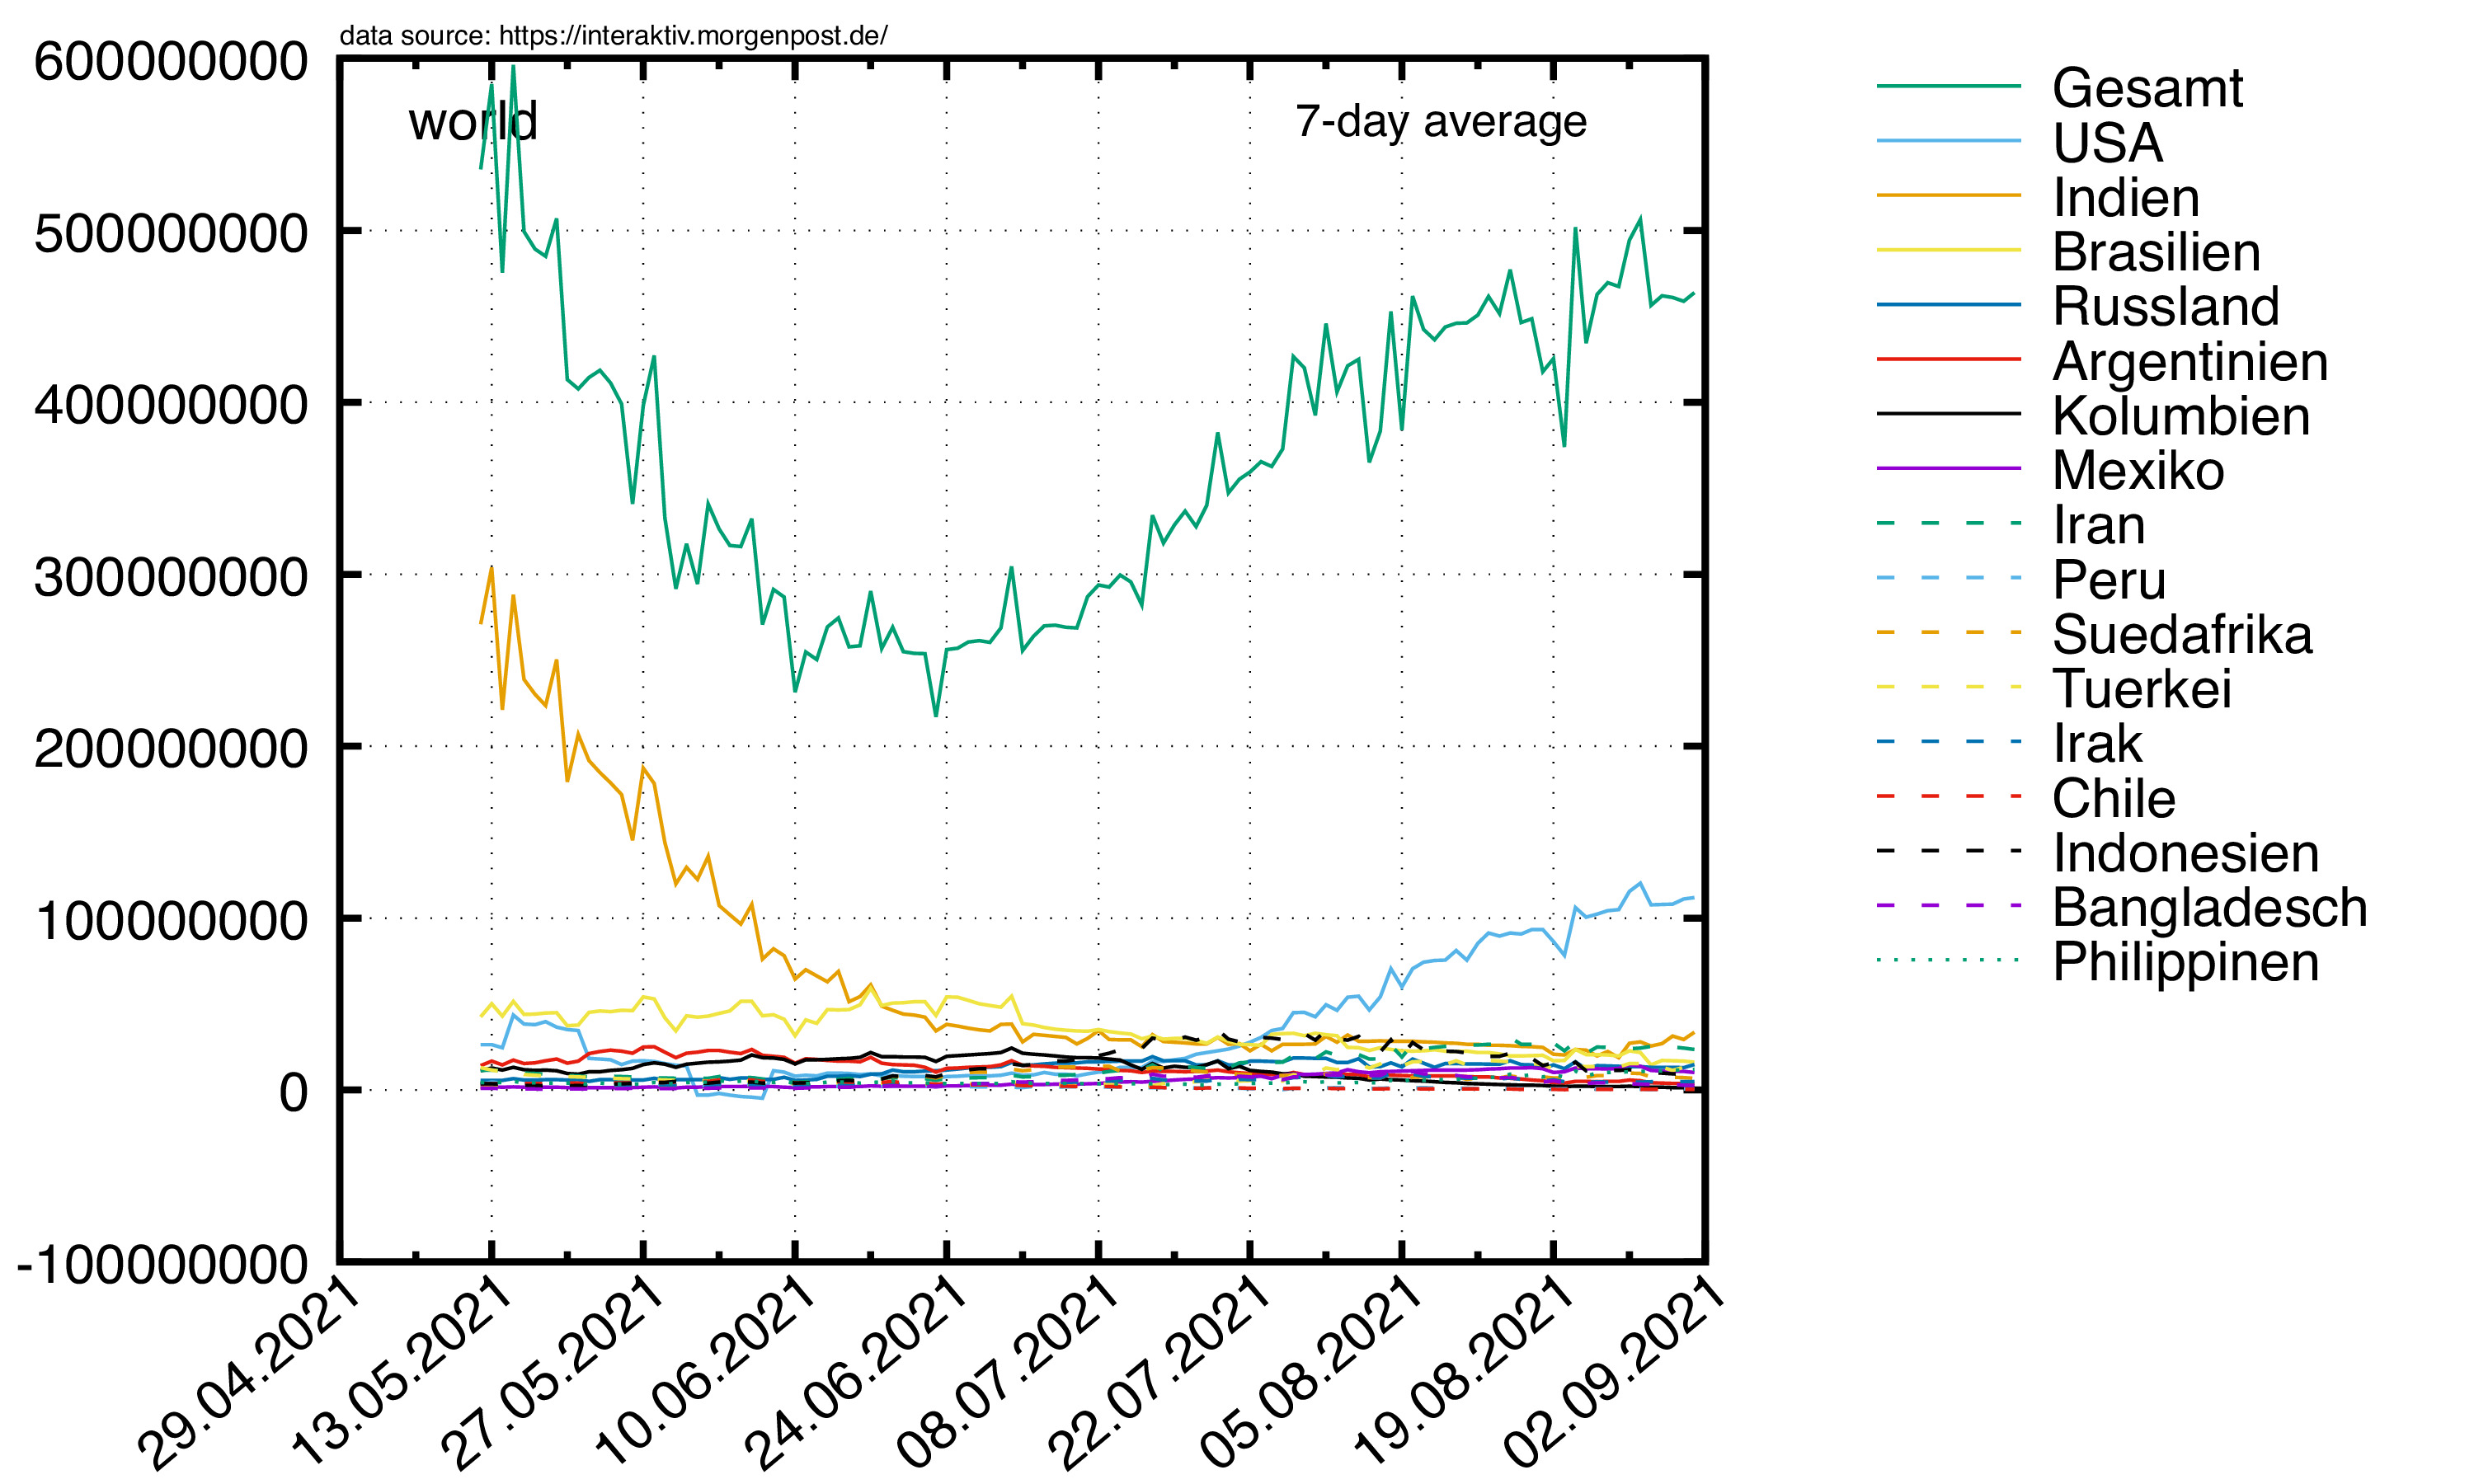 data source: https://interaktiv.morgenpost.de/
600000000
500000000
400000000
300000000
200000000
100000000
0
-100000000
world
7-day average
29.04.2021
13.05.2021
27.05.2021
10.06.2021
24.06.2021
08.07.2021
22.07.2021
05.08.2021
19.08.2021
02.09.2021
Gesamt
USA
Indien
Brasilien
Russland
Argentinien
Kolumbien
Mexiko
Iran
Peru
Suedafrika
Tuerkei
Irak
Chile
Indonesien
Bangladesch
Philippinen